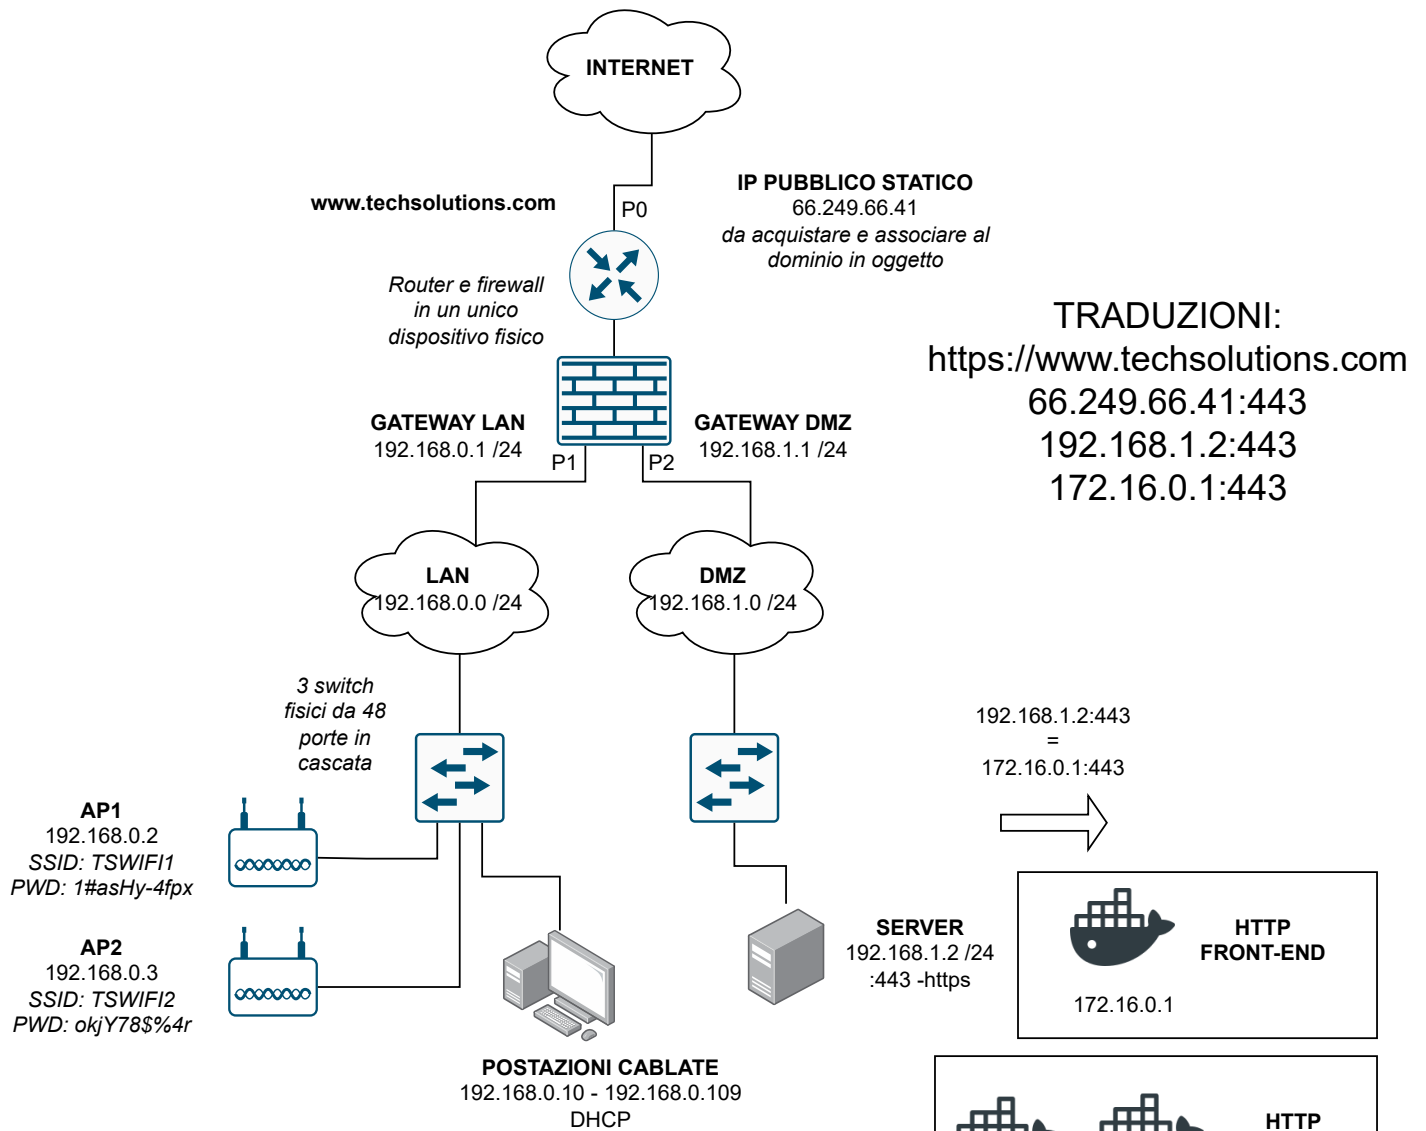 INTERNET
www.techsolutions.com
P0
IP PUBBLICO STATICO
66.249.66.41
da acquistare e associare al
dominio in oggetto
Router e firewall
in un unico
dispositivo fisico
TRADUZIONI:
https://www.techsolutions.com
66.249.66.41:443
192.168.1.2:443
172.16.0.1:443
GATEWAY LAN
192.168.0.1 /24
P1
P2
GATEWAY DMZ
192.168.1.1 /24
LAN
192.168.0.0 /24
DMZ
192.168.1.0 /24
3 switch
fisici da 48
porte in
cascata
192.168.1.2:443
=
172.16.0.1:443
AP1
192.168.0.2
SSID: TSWIFI1
PWD: 1#asHy-4fpx
AP2
192.168.0.3
SSID: TSWIFI2
PWD: okjY78$%4r
SERVER
192.168.1.2 /24
:443 -https
HTTP
FRONT-END
172.16.0.1
POSTAZIONI CABLATE
192.168.0.10 - 192.168.0.109
DHCP
HTTP